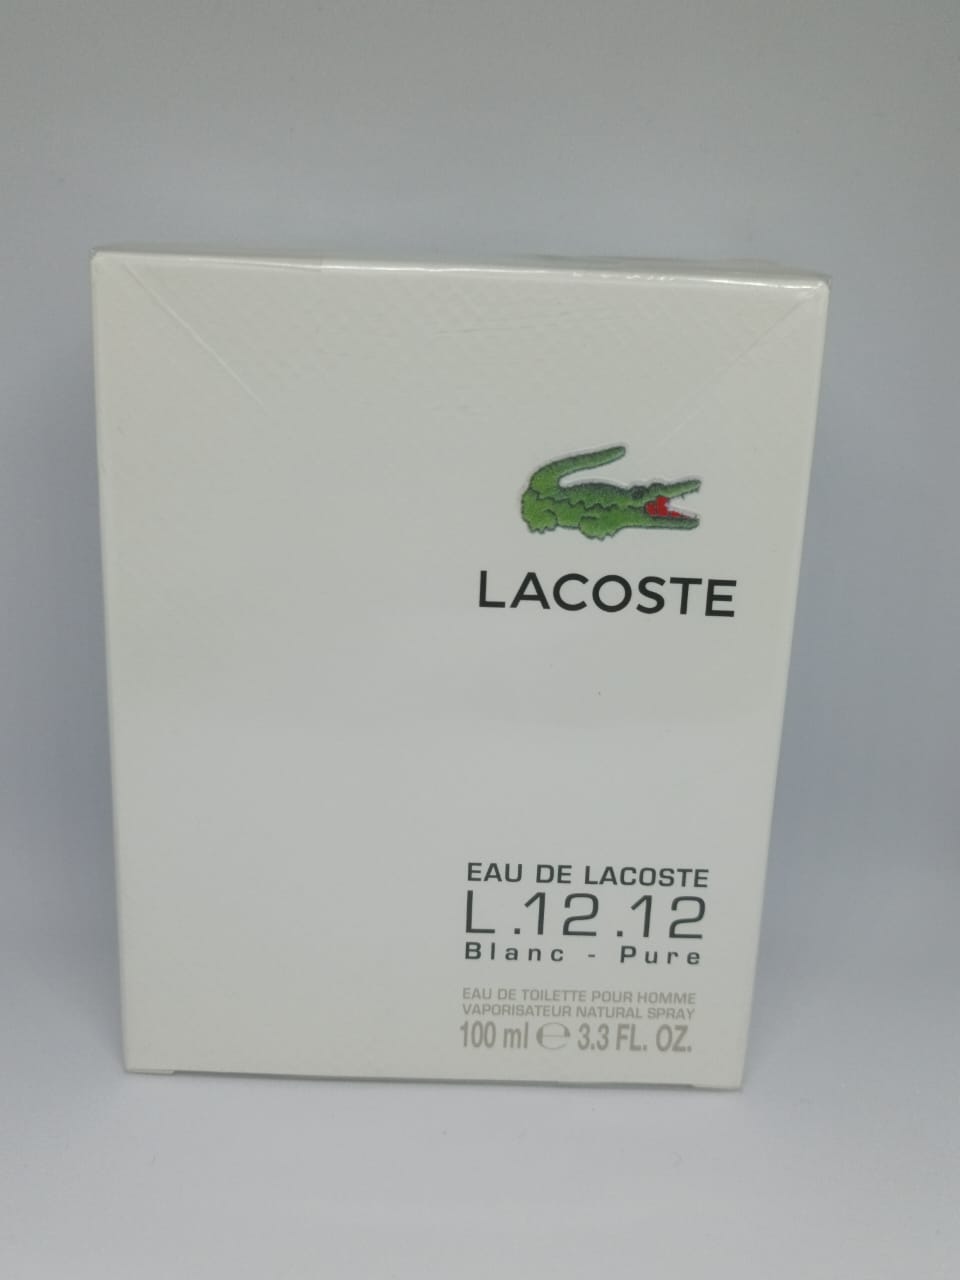 LACOSTE
EAU DE LACOSTE
L.12.12
Blanc - Pure
EAU DE TOILETTE POUR HOMME
VAPORISATEUR NATURAL SPRAY
100 ml ℮ 3.3 FL. OZ.